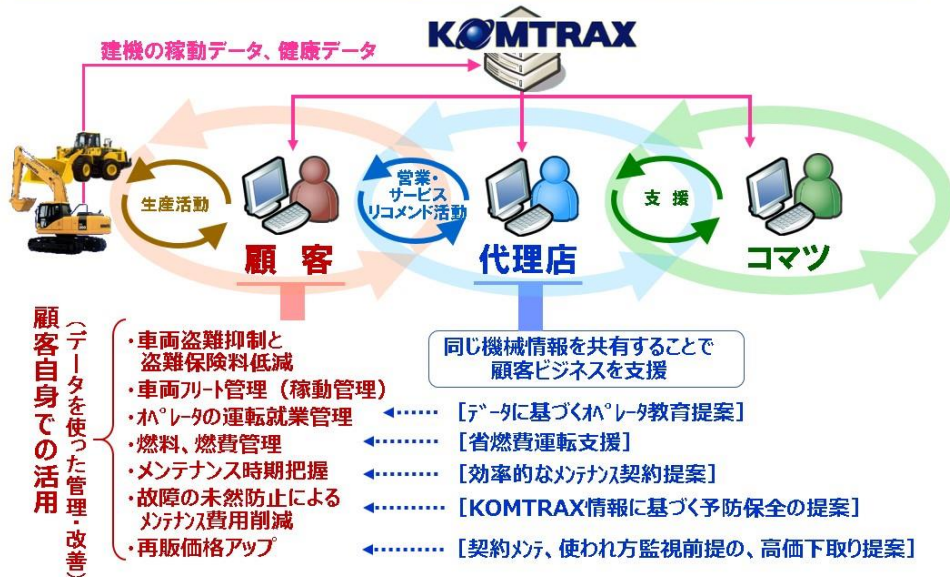 KOMTRAX
建機の稼動データ、健康データ
生産活動
営業・
サービス
リコメンド活動
支援
顧客
代理店
コマツ
顧客自身での活用
(データを使った管理・改善)
・車両盗難抑制と
盗難保険料低減
・車両フリート管理（稼動管理）
・オペレータの運転就業管理
・燃料、燃費管理
・メンテナンス時期把握
・故障の未然防止による
メンテナンス費用削減
・再販価格アップ
同じ機械情報を共有することで
顧客ビジネスを支援
[データに基づくオペレータ教育提案]
[省燃費運転支援]
[効率的なメンテナンス契約提案]
[KOMTRAX情報に基づく予防保全の提案]
[契約メンテ、使われ方監視前提の、高価下取り提案]